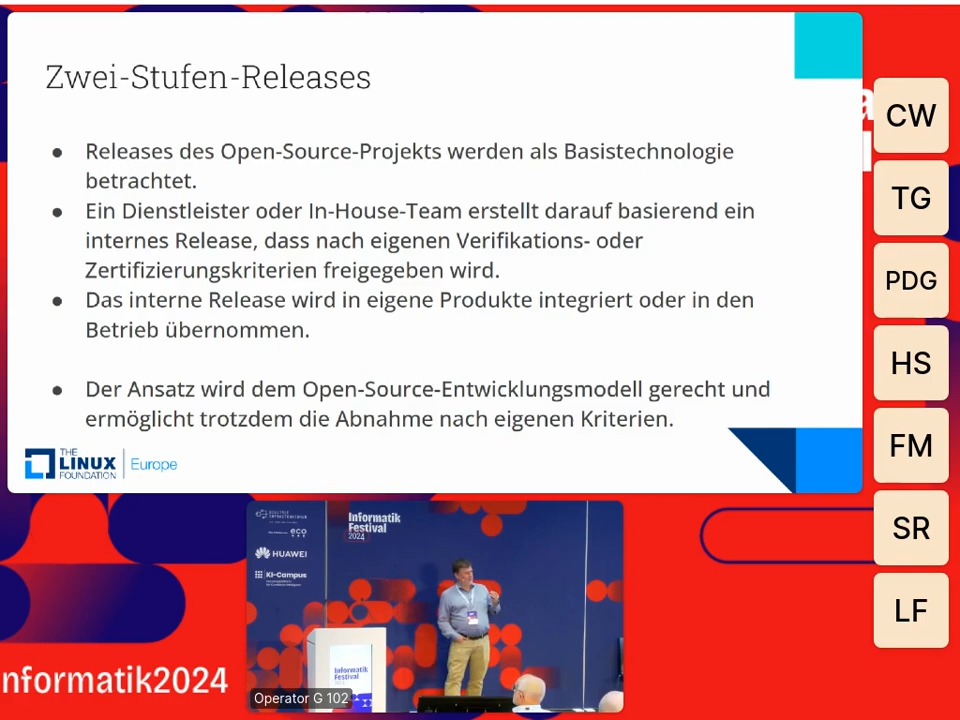 Zwei-Stufen-Releases
● Releases des Open-Source-Projekts werden als Basistechnologie
betrachtet.
● Ein Dienstleister oder In-House-Team erstellt darauf basierend ein
internes Release, dass nach eigenen Verifikations- oder
Zertifizierungskriterien freigegeben wird.
● Das interne Release wird in eigene Produkte integriert oder in den
Betrieb übernommen.
● Der Ansatz wird dem Open-Source-Entwicklungsmodell gerecht und
ermöglicht trotzdem die Abnahme nach eigenen Kriterien.
THE
LINUX
FOUNDATION
Europe
CW
TG
PDG
HS
FM
SR
LF
eco
HUAWEI
KI-Campus
Informatik
Festival
2024
Informatik
Festival
Operator G 102
nformatik2024